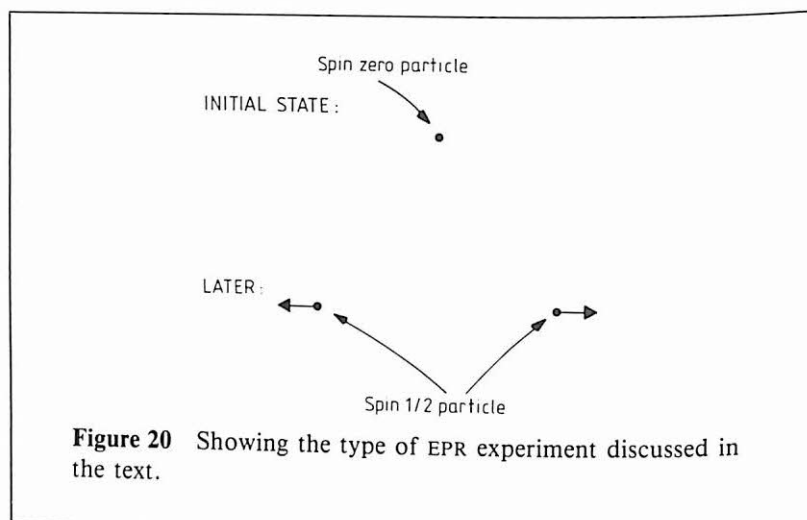 Spin zero particle
INITIAL STATE :
LATER :
Spin 1/2 particle
Figure 20 Showing the type of EPR experiment discussed in
the text.